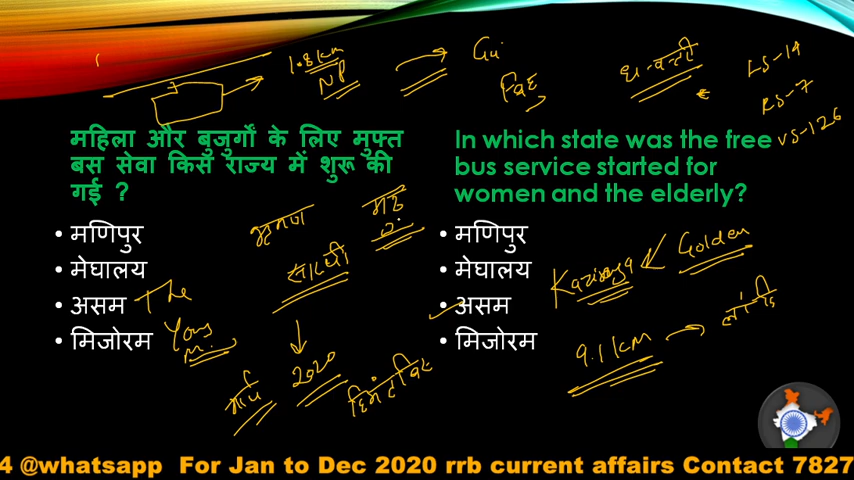 1.8 km
NP
LS-14
RS-7
VS-126
महिला और बुजुर्गों के लिए मुफ्त
बस सेवा किस राज्य में शुरू की
गई ?
• मणिपुर
• मेघालय
• असम
• मिजोरम
The
2020
मार्च
In which state was the free
bus service started for
women and the elderly?
• मणिपुर
• मेघालय
• असम
• मिजोरम
Golden
Kaziranga
9.1 km
4 @whatsapp For Jan to Dec 2020 rrb current affairs Contact 7827